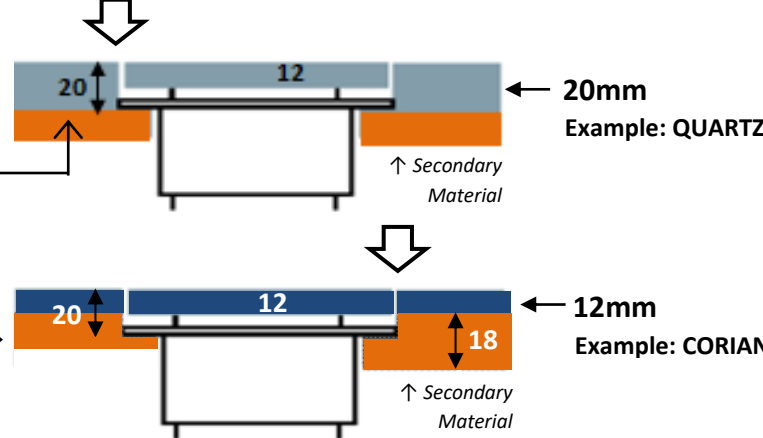 20
12
20mm
Example: QUARTZ
↑ Secondary
Material
20
12
12mm
18
Example: CORIAN
↑ Secondary
Material